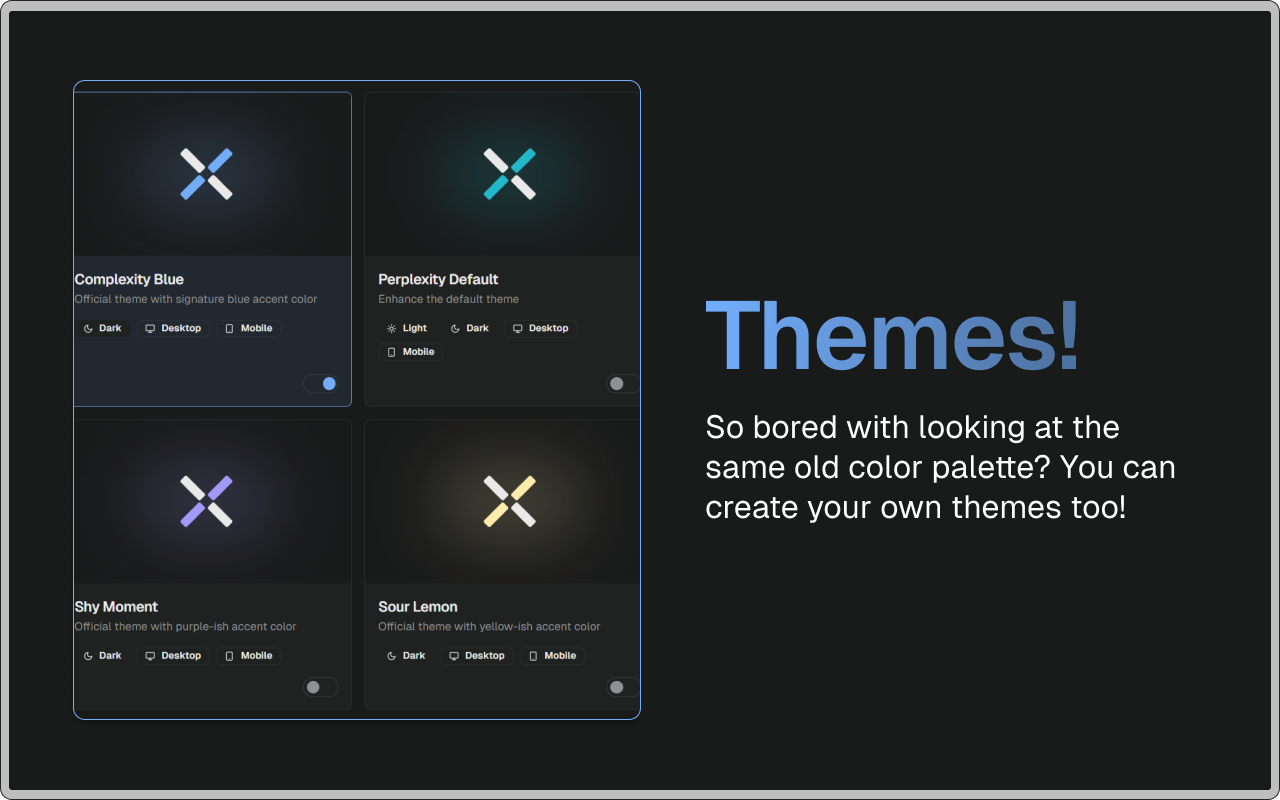 Complexity Blue
Official theme with signature blue accent color
Dark Desktop Mobile
Perplexity Default
Enhance the default theme
Light Dark Desktop
Mobile
Shy Moment
Official theme with purple-ish accent color
Dark Desktop Mobile
Sour Lemon
Official theme with yellow-ish accent color
Dark Desktop Mobile
Themes!
So bored with looking at the
same old color palette? You can
create your own themes too!